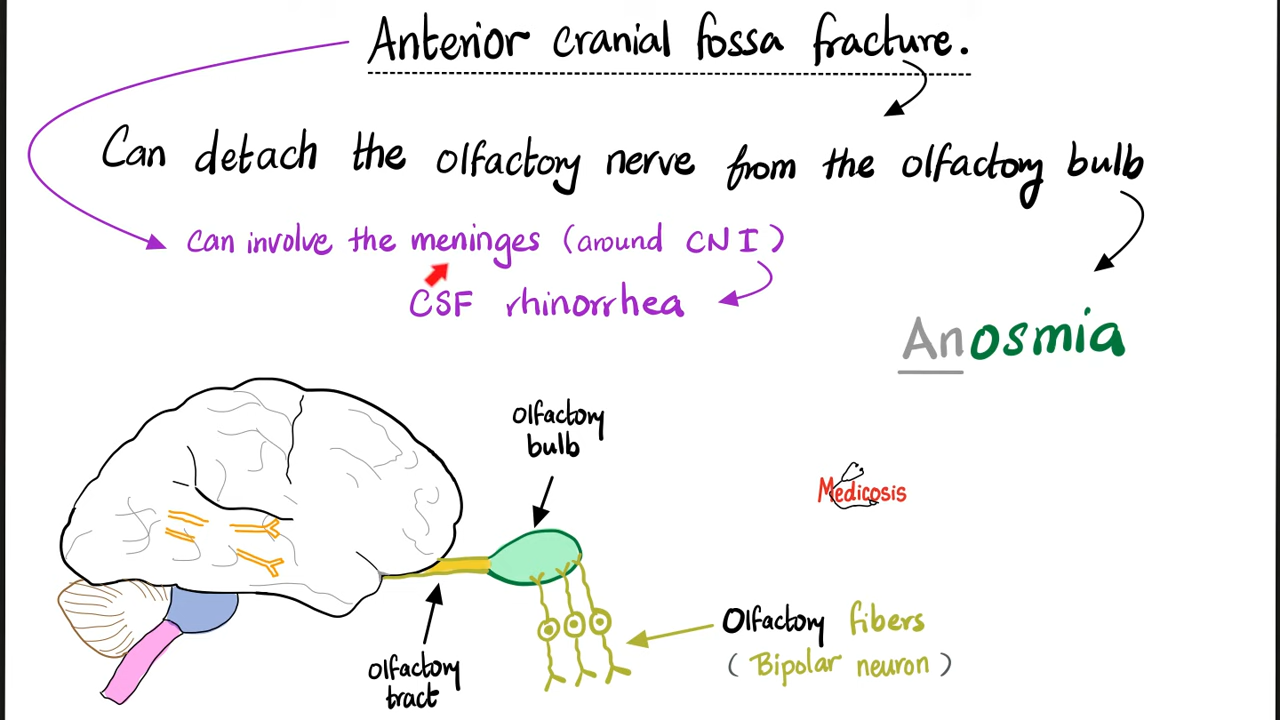 Anterior cranial fossa fracture.
Can detach the olfactory nerve from the olfactory bulb
Can involve the meninges (around CN I)
CSF rhinorrhea
Anosmia
olfactory
bulb
Medicosis
Olfactory fibers
(Bipolar neuron)
olfactory
tract